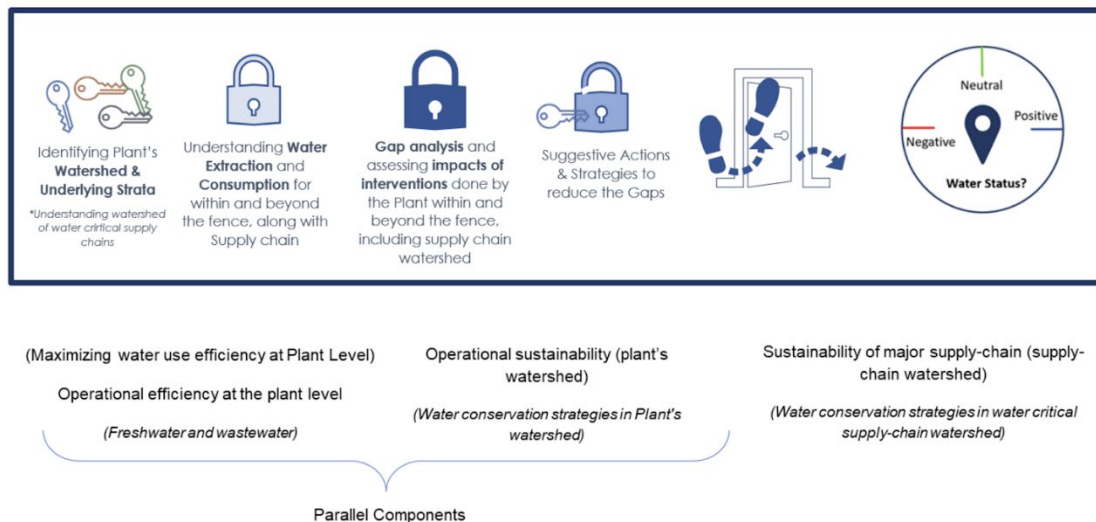 Identifying Plant's
Watershed &
Underlying Strata
*Understanding watershed
of water critical supply
chains
Understanding Water
Extraction and
Consumption for
within and beyond
the fence, along with
Supply chain
Gap analysis and
assessing impacts of
interventions done by
the Plant within and
beyond the fence,
including supply chain
watershed
Suggestive Actions
& Strategies to
reduce the Gaps
Neutral
Positive
Negative
Water Status?
(Maximizing water use efficiency at Plant Level)
Operational efficiency at the plant level
(Freshwater and wastewater)
Operational sustainability (plant's
watershed)
(Water conservation strategies in Plant's
watershed)
Sustainability of major supply-chain (supply-
chain watershed)
(Water conservation strategies in water critical
supply-chain watershed)
Parallel Components